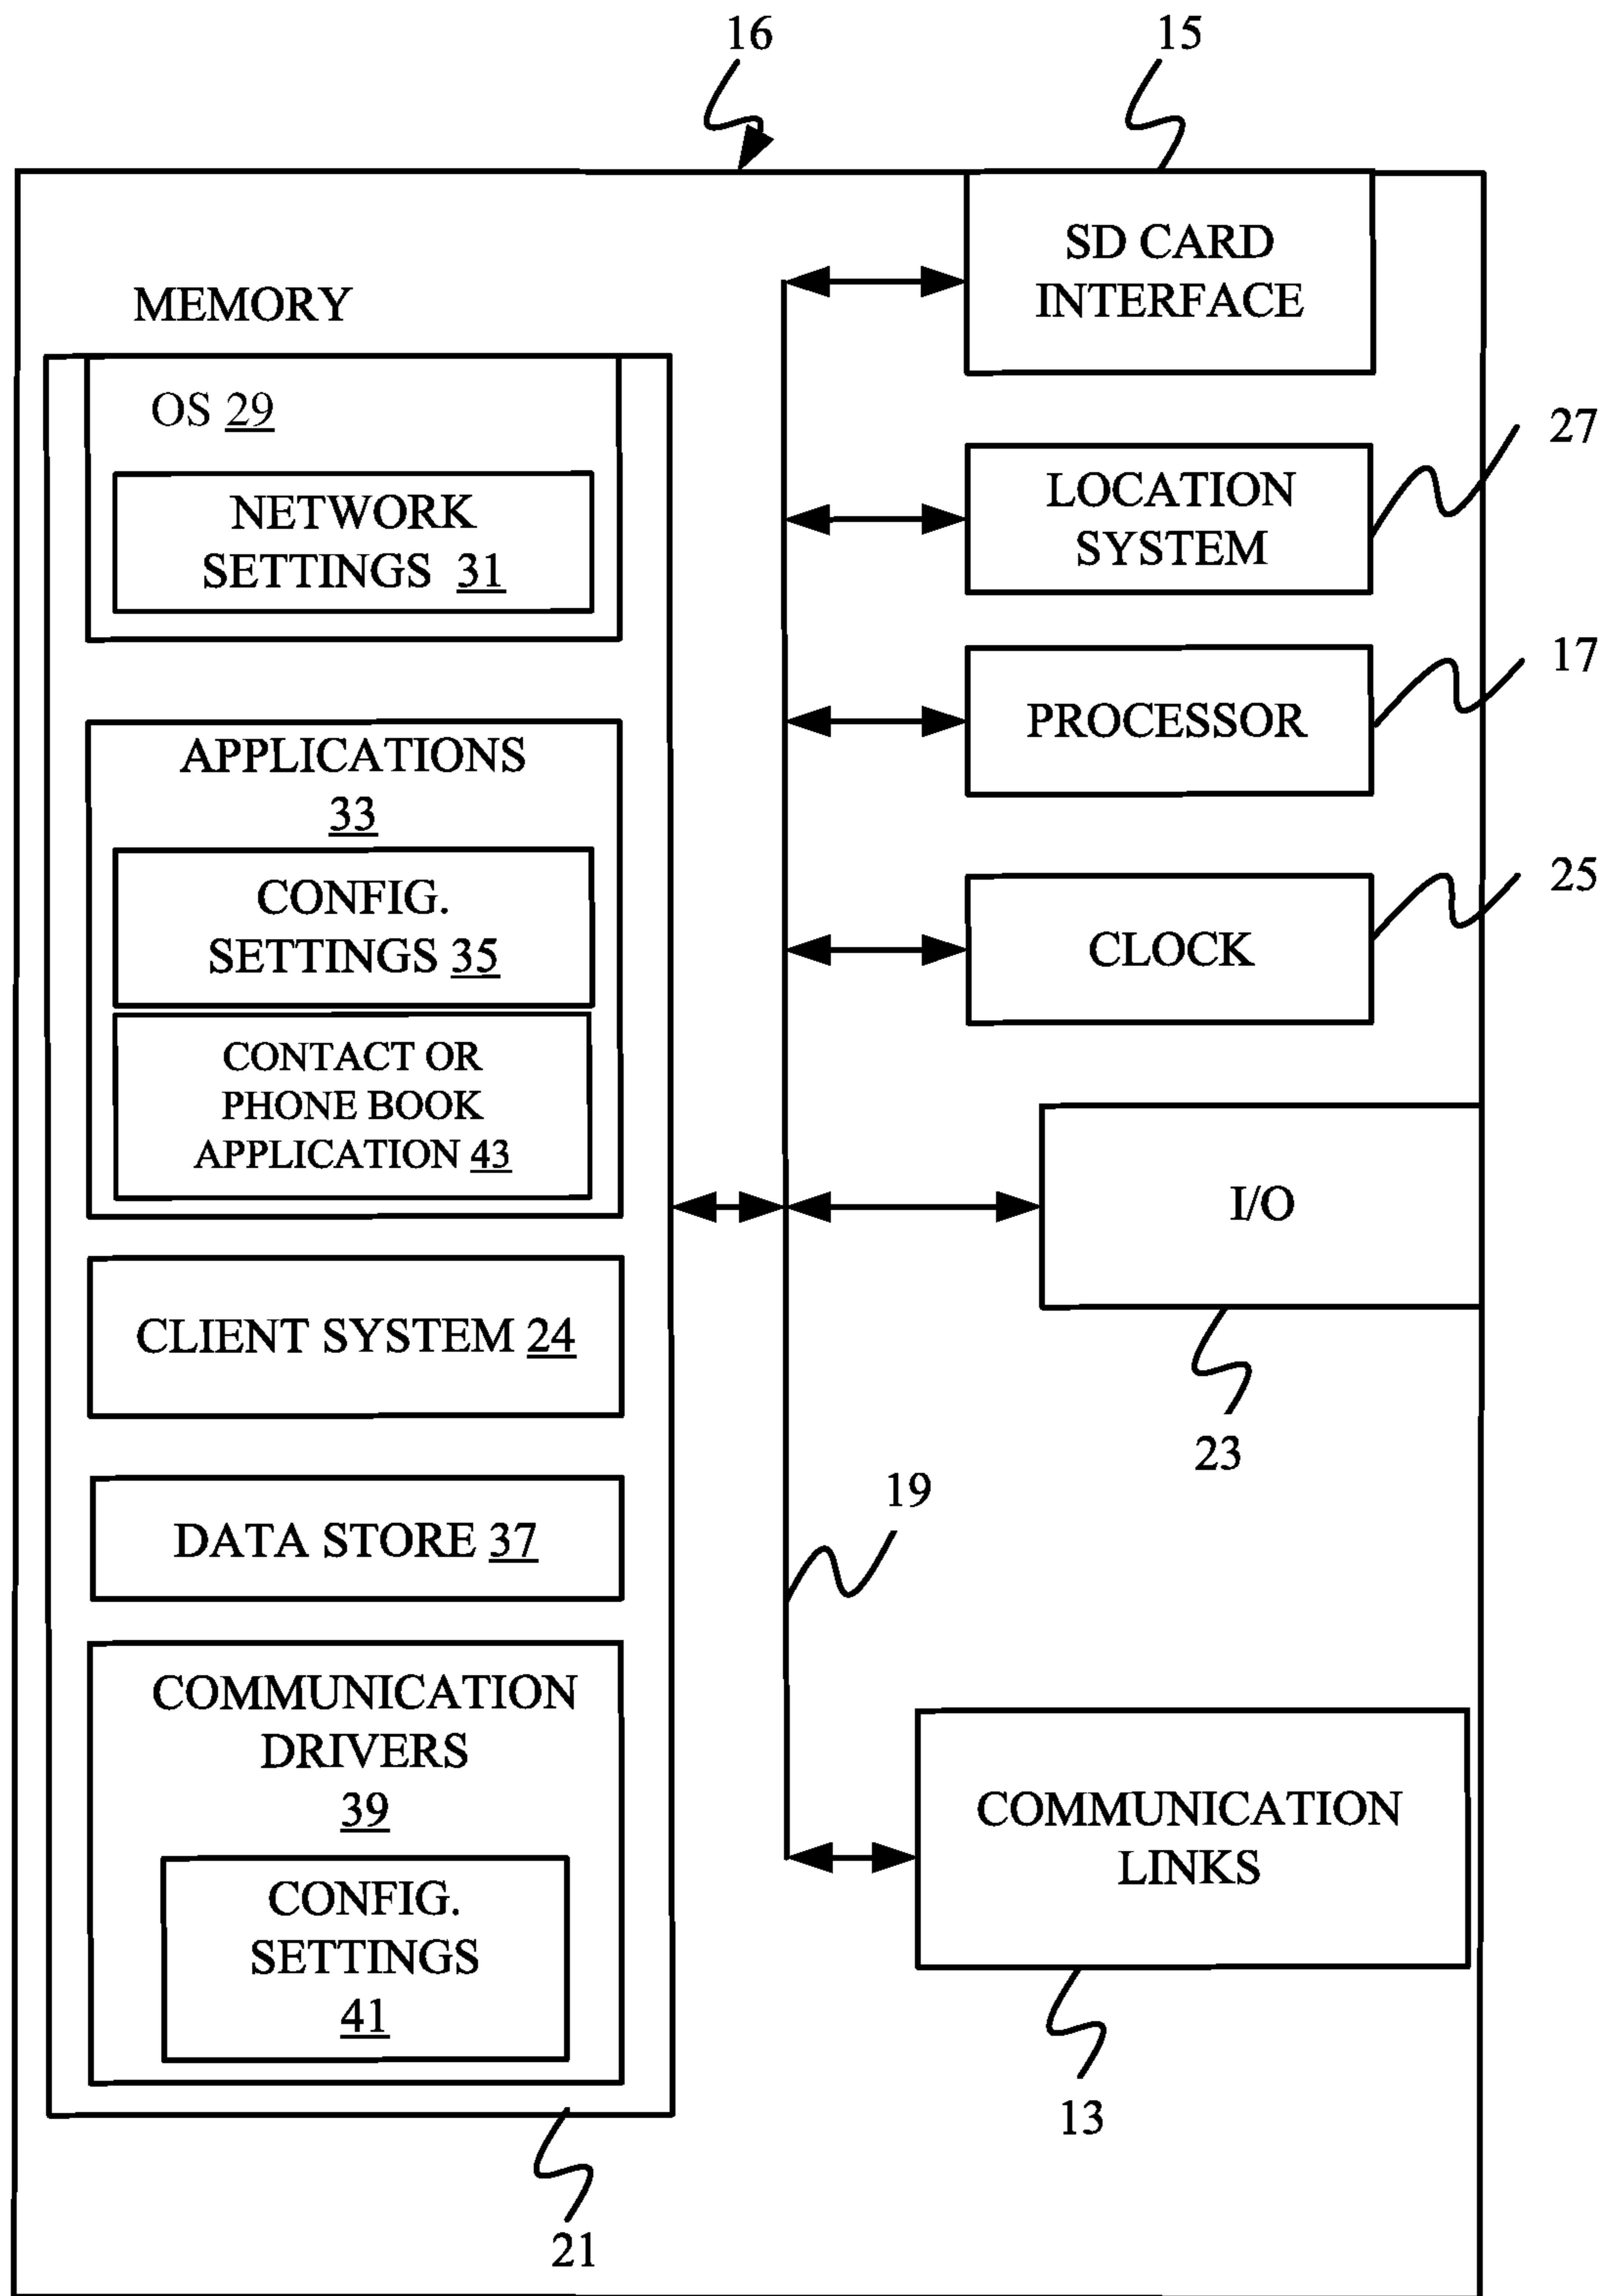 16
15
SD CARD
INTERFACE
MEMORY
OS 29
NETWORK
SETTINGS 31
APPLICATIONS
33
CONFIG.
SETTINGS 35
CONTACT OR
PHONE BOOK
APPLICATION 43
CLIENT SYSTEM 24
DATA STORE 37
COMMUNICATION
DRIVERS
39
CONFIG.
SETTINGS
41
21
27
LOCATION
SYSTEM
17
PROCESSOR
25
CLOCK
I/O
23
19
COMMUNICATION
LINKS
13